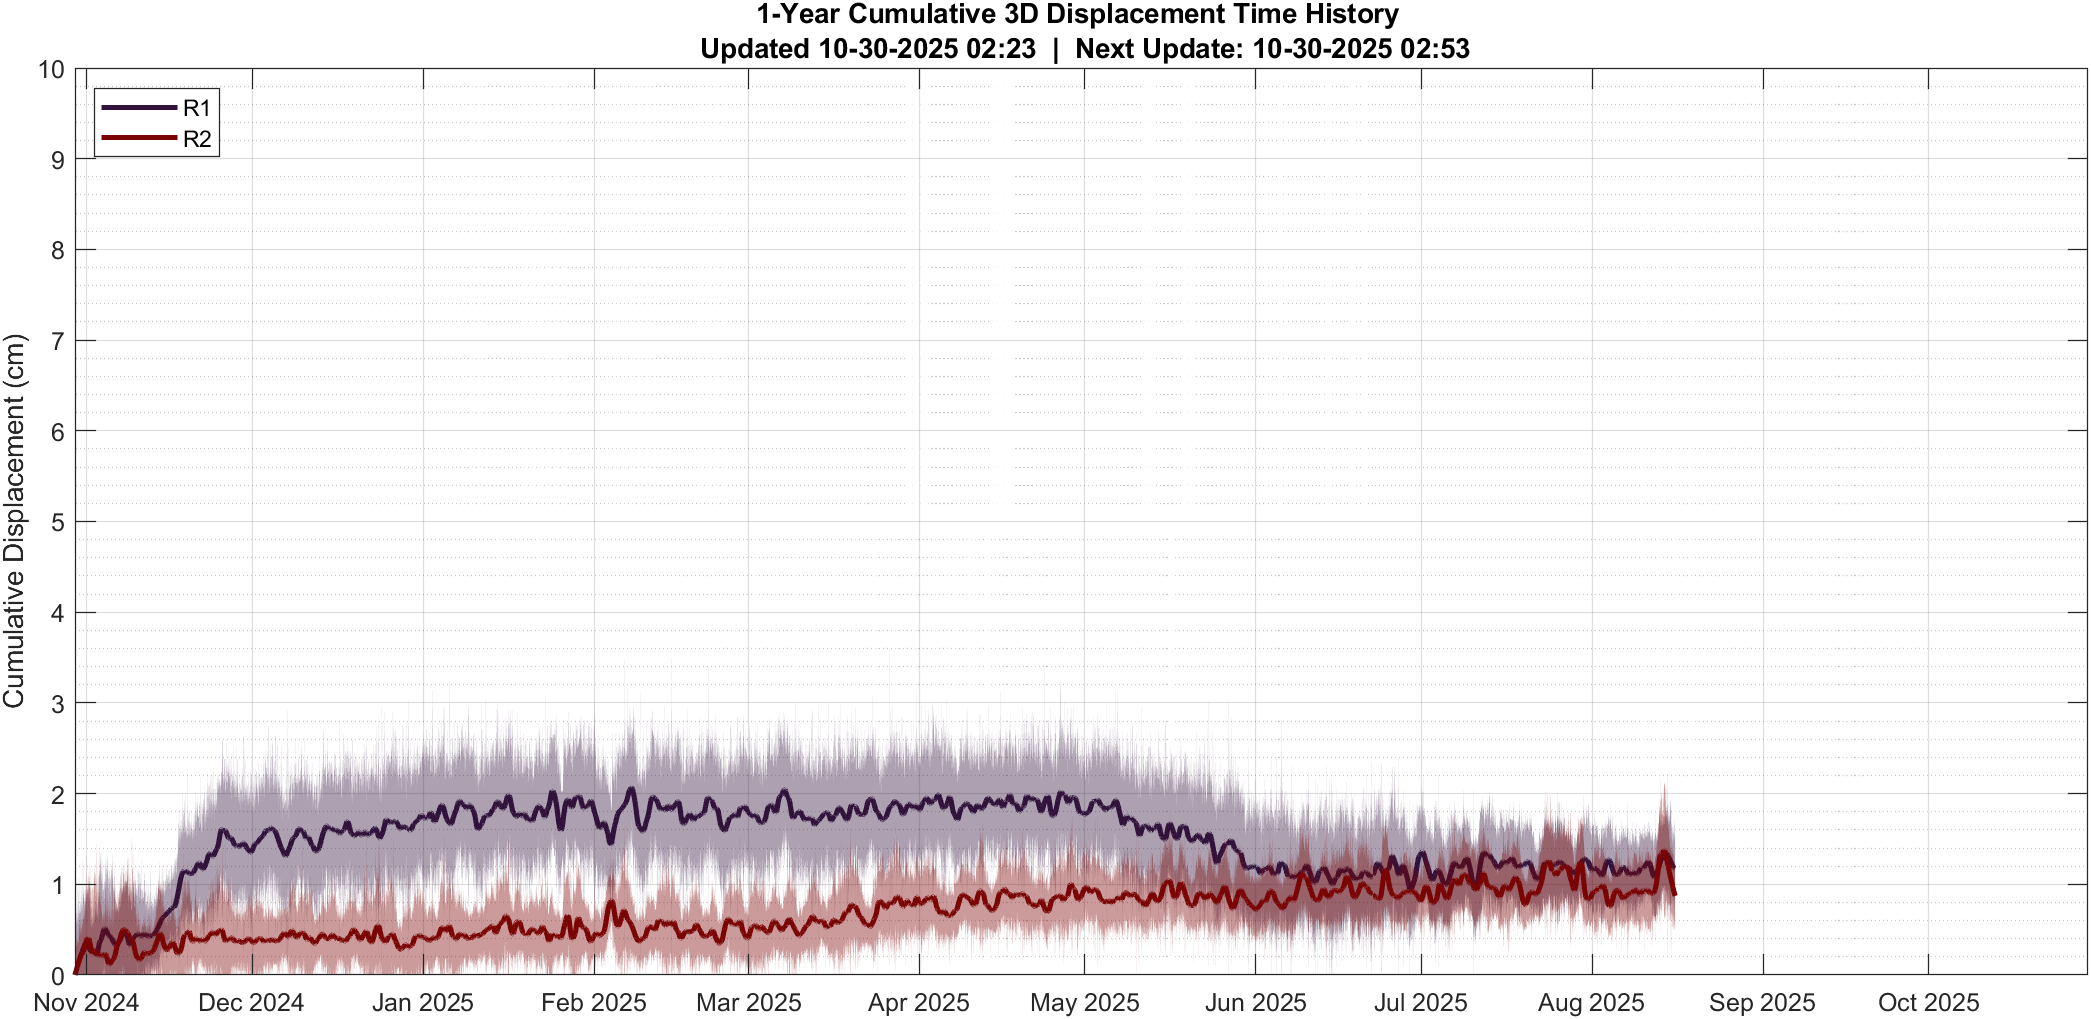 1-Year Cumulative 3D Displacement Time History
Updated 10-30-2025 02:23 | Next Update: 10-30-2025 02:53
R1
R2
Cumulative Displacement (cm)
10
9
8
7
6
5
4
3
2
1
0
Nov 2024 Dec 2024 Jan 2025 Feb 2025 Mar 2025 Apr 2025 May 2025 Jun 2025 Jul 2025 Aug 2025 Sep 2025 Oct 2025